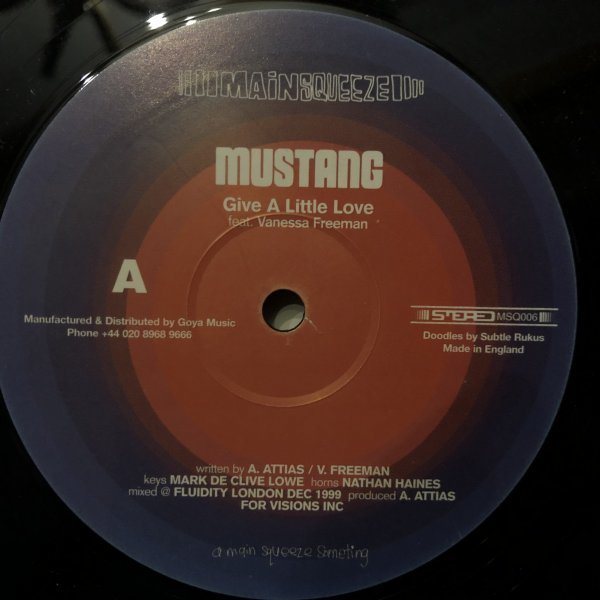 MAINSQUEEZE
MUSTANG
Give A Little Love
feat. Vanessa Freeman
A
Manufactured & Distributed by Goya Music
Phone +44 020 8968 9666
STEREO MSQ006
Doodles by Subtle Rukus
Made in England
written by A. ATTIAS / V. FREEMAN
keys MARK DE CLIVE LOWE horns NATHAN HAINES
mixed @ FLUIDITY LONDON DEC 1999 produced A. ATTIAS
FOR VISIONS INC
a main squeeze someting